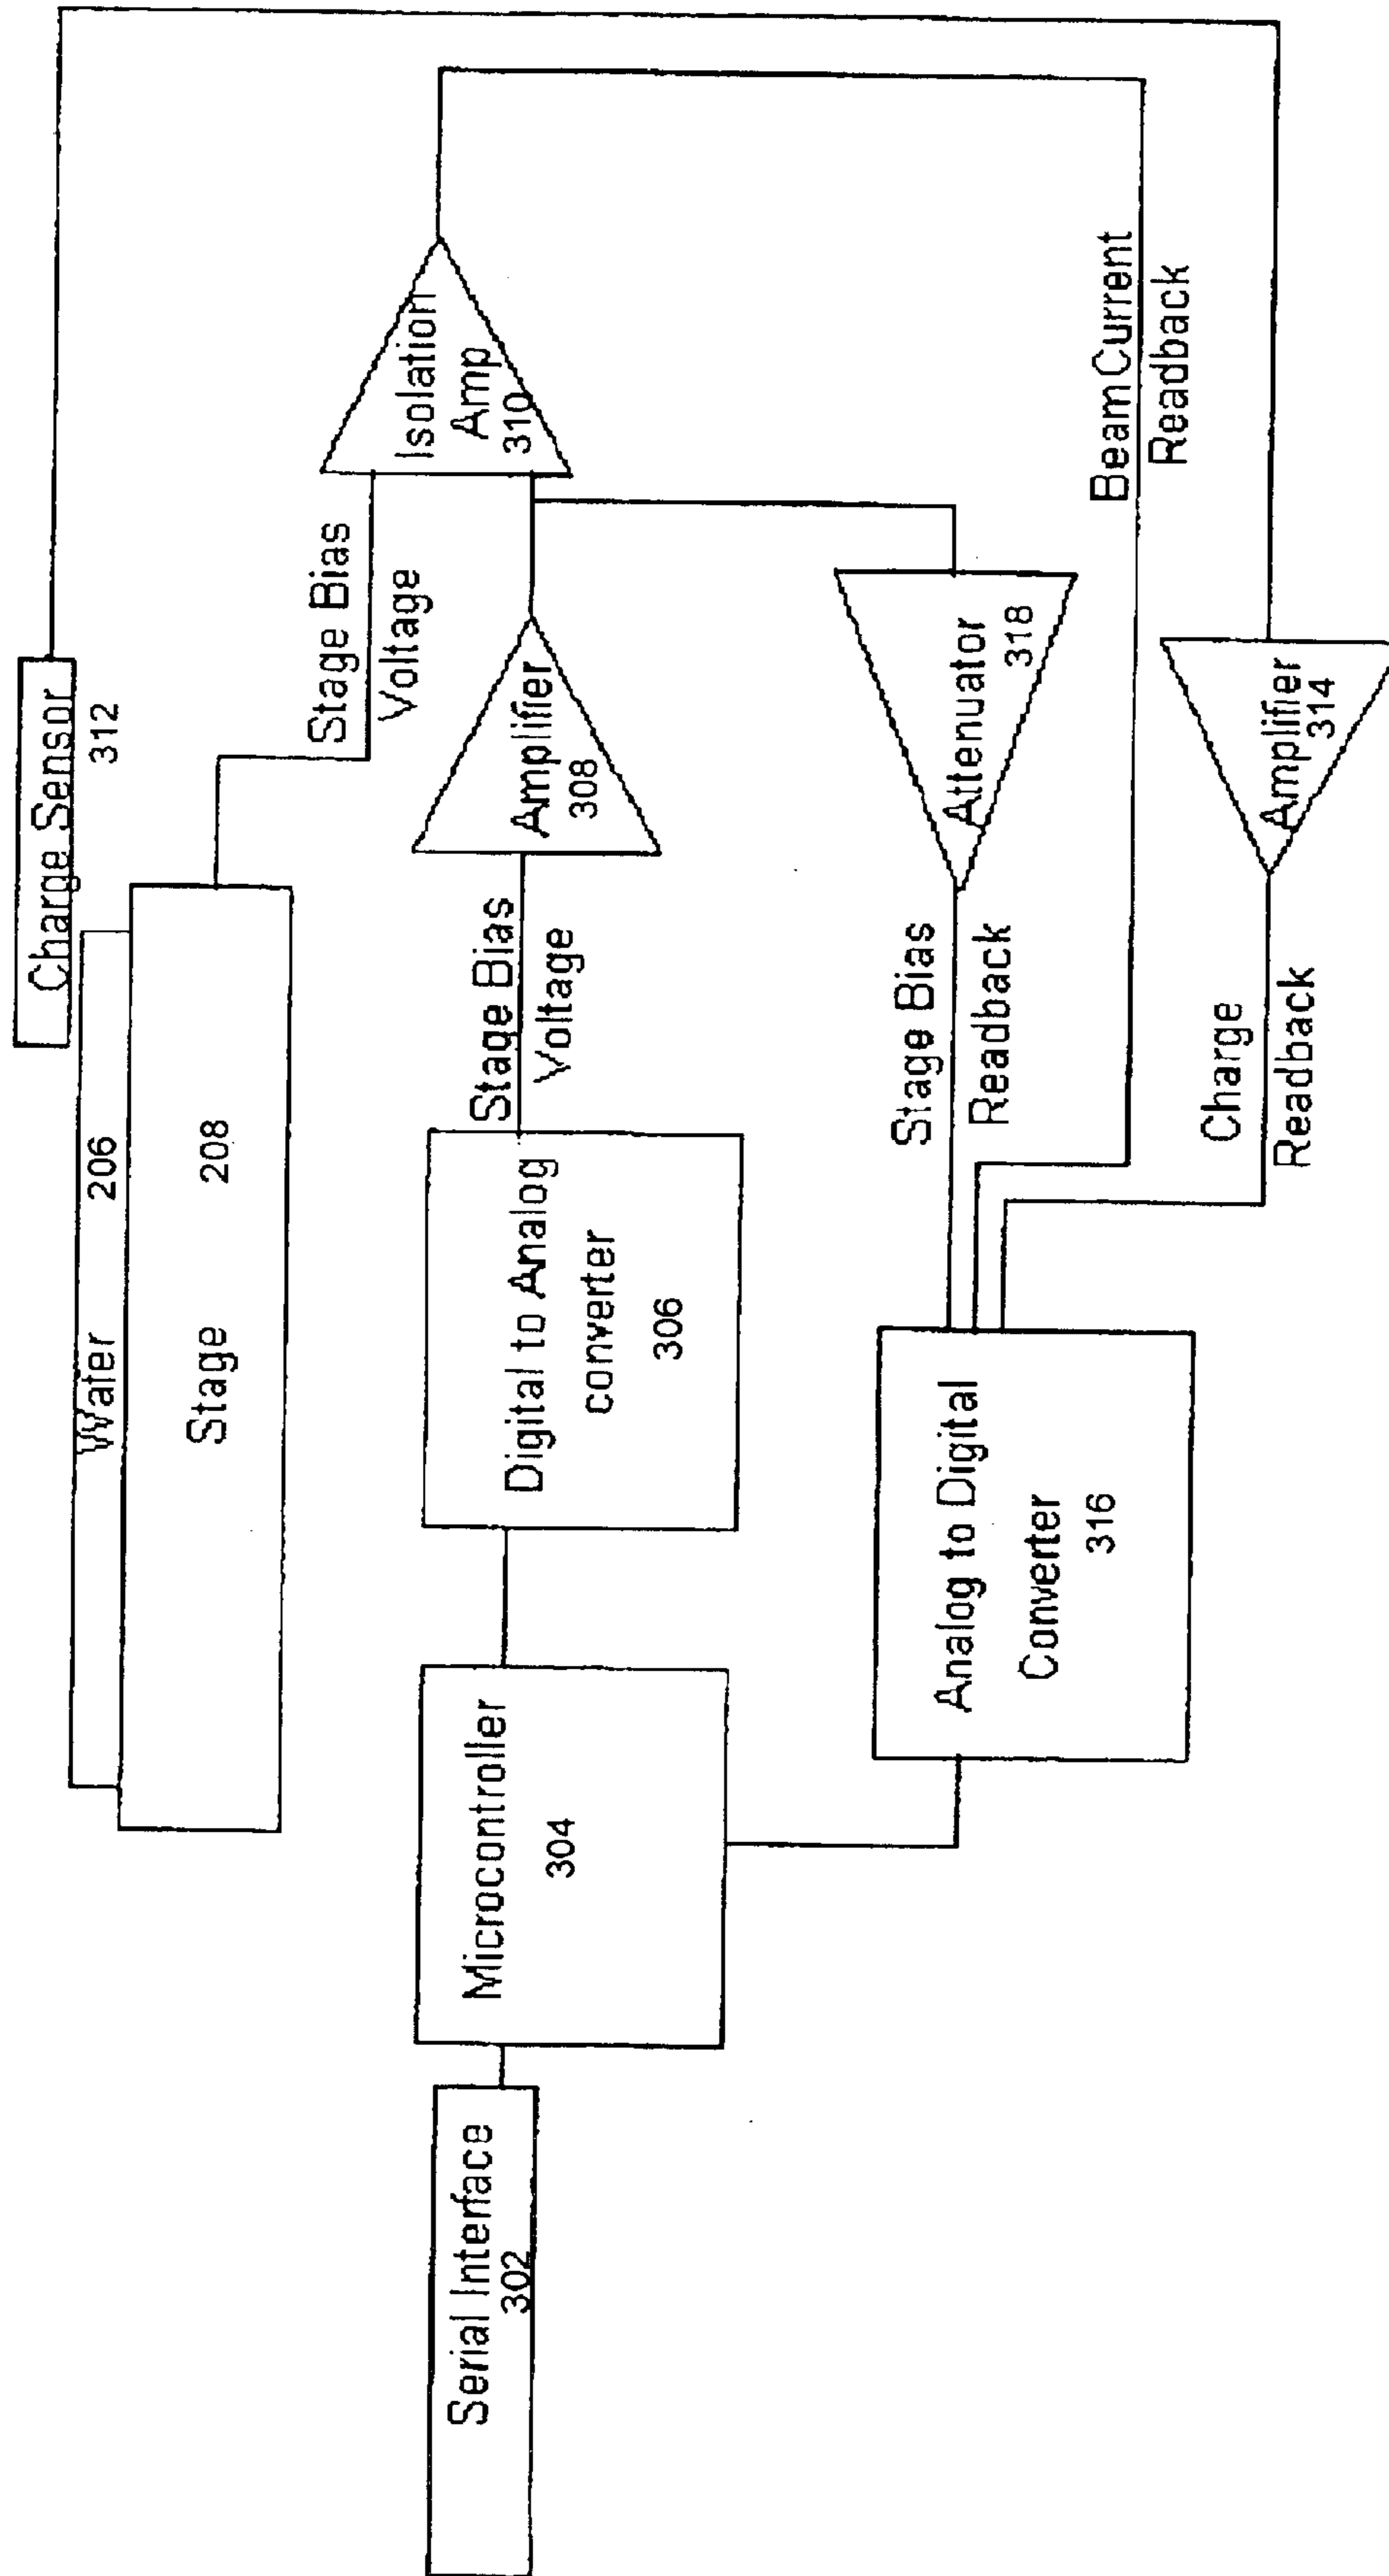 Charge Sensor
312
Water 206
Stage 208
Stage Bias
Voltage
Isolation
Amp
310
Serial Interface
302
Microcontroller
304
Digital to Analog
converter
306
Stage Bias
Voltage
Amplifier
308
Analog to Digital
Converter
316
Stage Bias
Readback
Attenuator
318
BeamCurrent
Readback
Charge
Readback
Amplifier
314